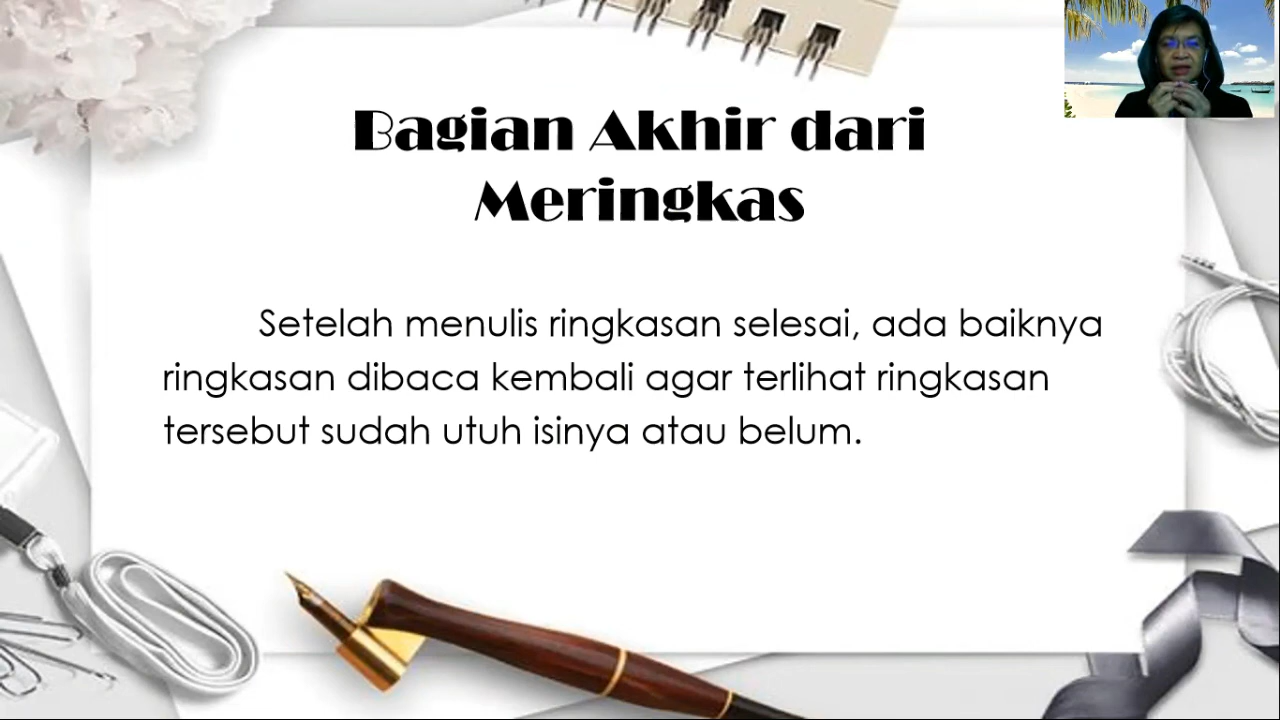 Bagian Akhir dari
Meringkas
Setelah menulis ringkasan selesai, ada baiknya
ringkasan dibaca kembali agar terlihat ringkasan
tersebut sudah utuh isinya atau belum.